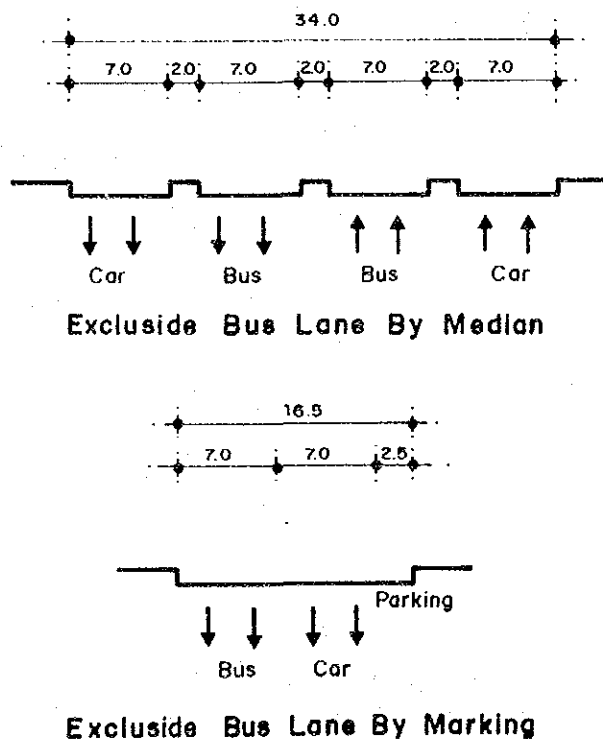 34.0
7.0 2.0 7.0 2.0 7.0 2.0 7.0
Car Bus Bus Car
Excluside Bus Lane By Median
16.5
7.0 7.0 2.5
Parking
Bus Car
Excluside Bus Lane By Marking